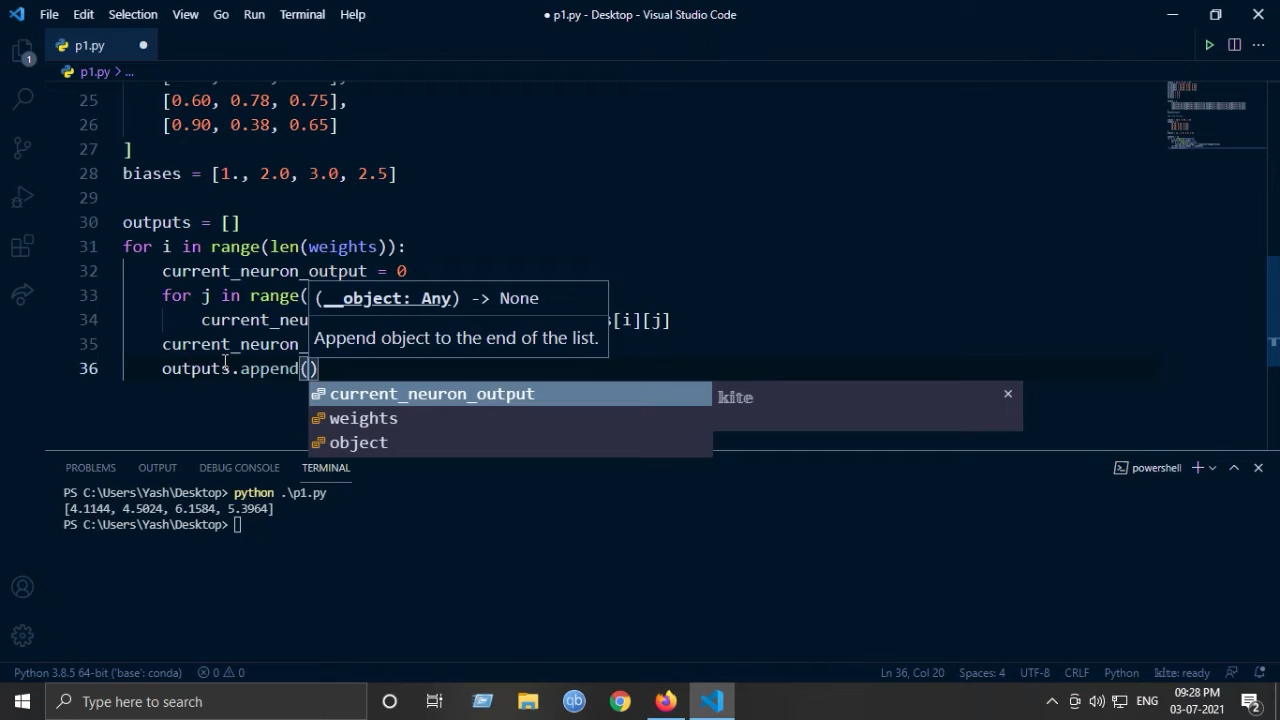 File Edit Selection View Go Run Terminal Help
● p1.py - Desktop - Visual Studio Code
p1.py
p1.py > ...
25 [0.60, 0.78, 0.75],
26 [0.90, 0.38, 0.65]
27 ]
28 biases = [1., 2.0, 3.0, 2.5]
29
30 outputs = []
31 for i in range(len(weights)):
32 current_neuron_output = 0
33 for j in range(
(__object: Any) -> None
34 current_neu s[i][j]
Append object to the end of the list.
35 current_neuron_
36 outputs.append()
current_neuron_output
kite
weights
object
PROBLEMS OUTPUT DEBUG CONSOLE TERMINAL
powershell
PS C:\Users\Yash\Desktop> python .\p1.py
[4.1144, 4.5024, 6.1584, 5.3964]
PS C:\Users\Yash\Desktop>
Python 3.8.5 64-bit ('base': conda) 0 0 Ln 36, Col 20 Spaces: 4 UTF-8 CRLF Python kite: ready
Type here to search
ENG
09:28 PM
03-07-2021
1
2